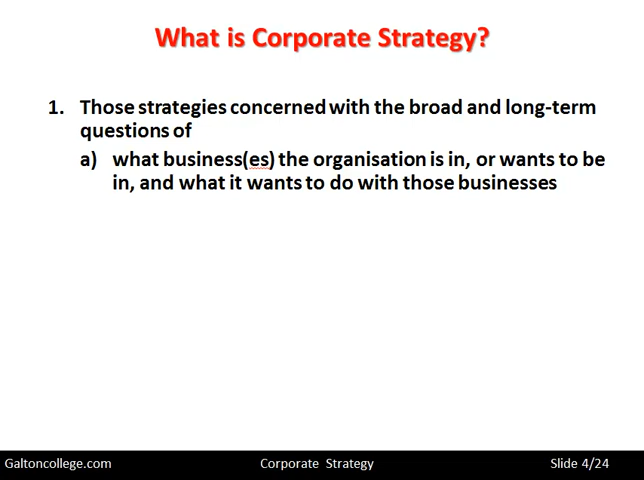 What is Corporate Strategy?
1. Those strategies concerned with the broad and long-term
questions of
a) what business(es) the organisation is in, or wants to be
in, and what it wants to do with those businesses
Galtoncollege.com Corporate Strategy Slide 4/24